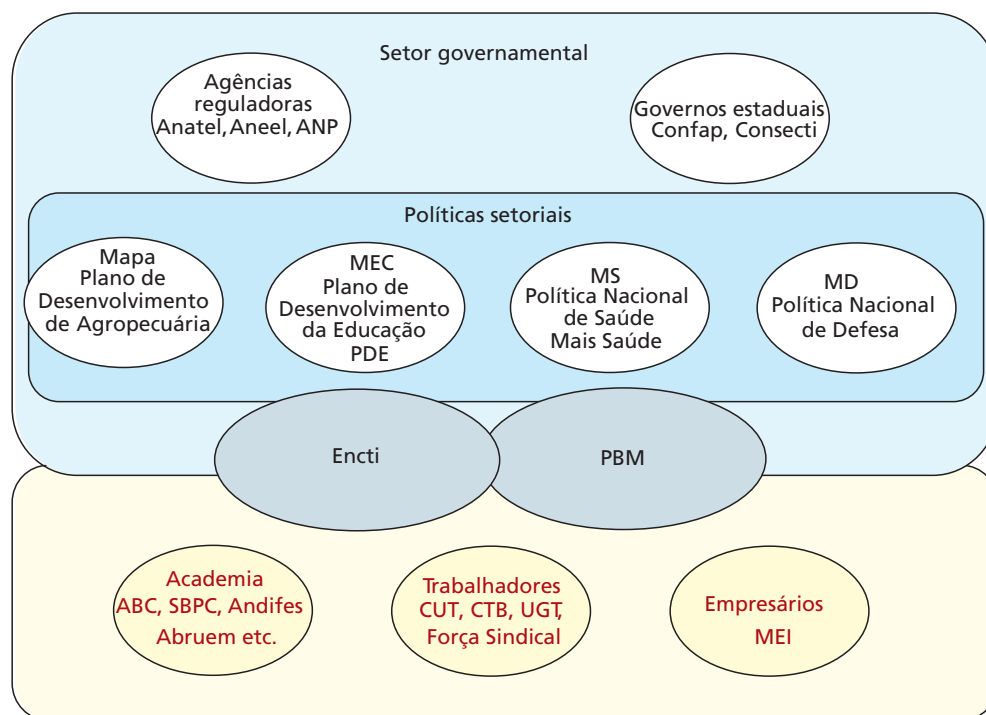 Setor governamental
Agências
reguladoras
Anatel, Aneel, ANP
Governos estaduais
Confap, Consecti
Políticas setoriais
Mapa
Plano de
Desenvolvimento
de Agropecuária
MEC
Plano de
Desenvolvimento
da Educação
PDE
MS
Política Nacional
de Saúde
Mais Saúde
MD
Política Nacional
de Defesa
Encti
PBM
Academia
ABC, SBPC, Andifes
Abruem etc.
Trabalhadores
CUT, CTB, UGT,
Força Sindical
Empresários
MEI